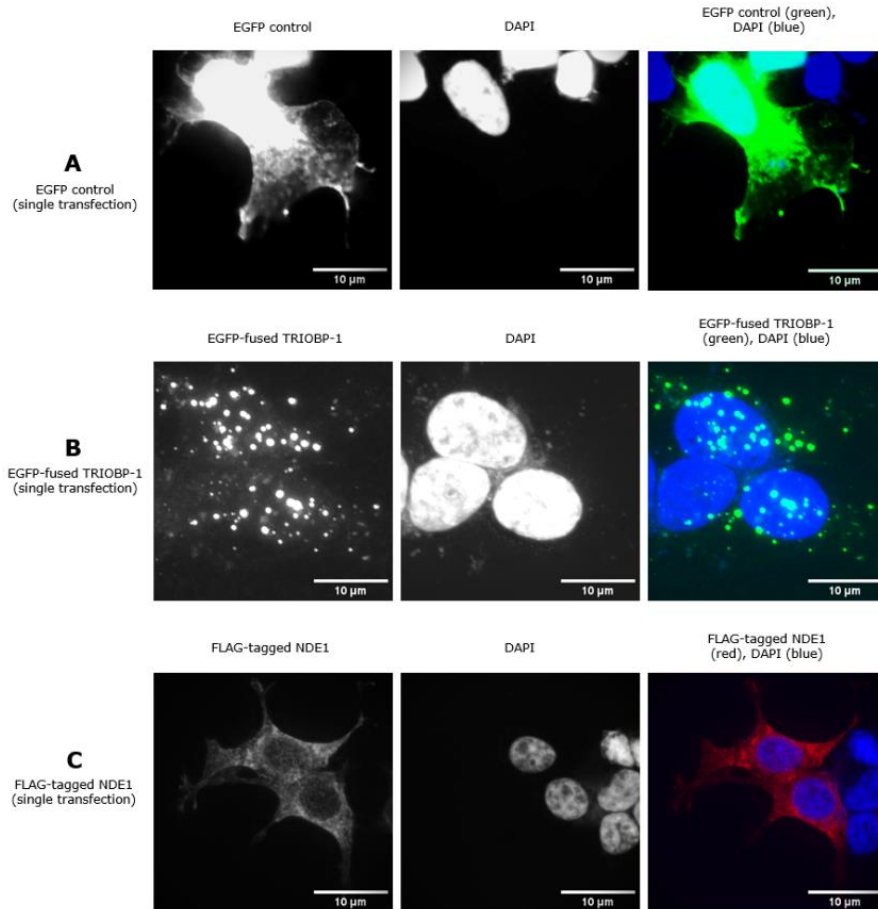 EGFP control
DAPI
EGFP control (green),
DAPI (blue)
A
EGFP control
(single transfection)
10 µm
10 µm
10 µm
EGFP-fused TRIOBP-1
DAPI
EGFP-fused TRIOBP-1
(green), DAPI (blue)
B
EGFP-fused TRIOBP-1
(single transfection)
10 µm
10 µm
10 µm
FLAG-tagged NDE1
DAPI
FLAG-tagged NDE1
(red), DAPI (blue)
C
FLAG-tagged NDE1
(single transfection)
10 µm
10 µm
10 µm